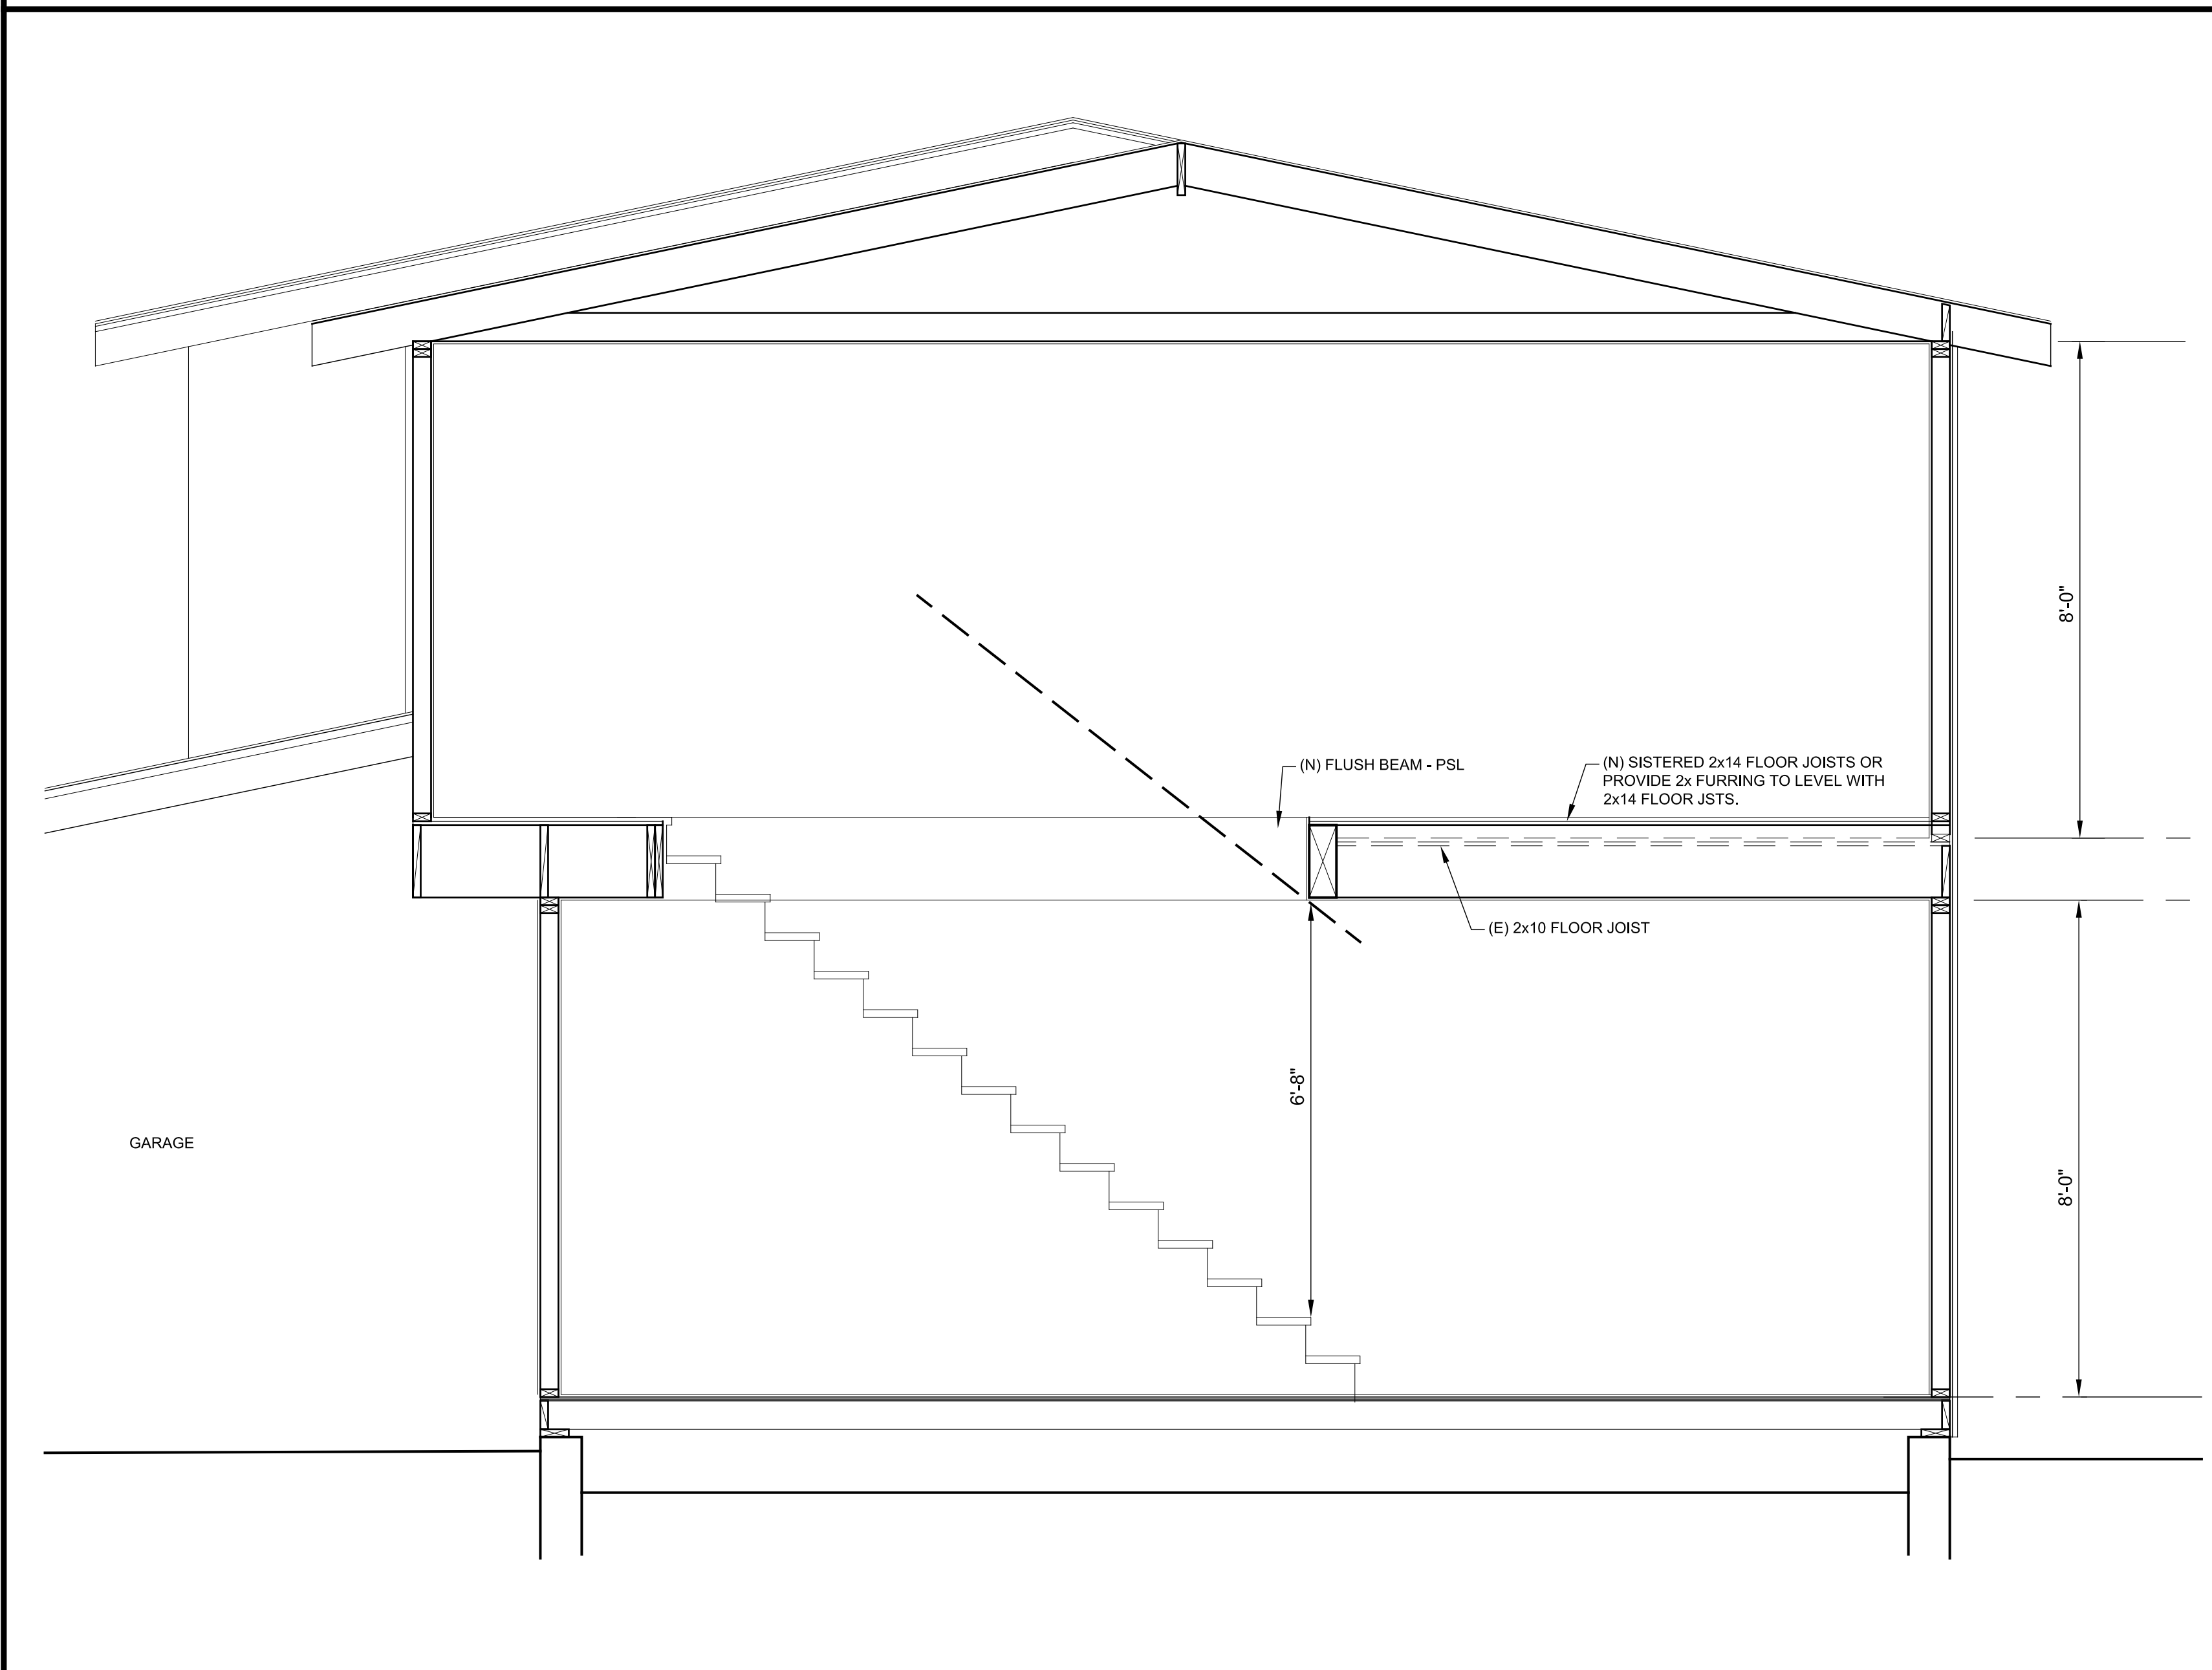 8'-0"
(N) FLUSH BEAM - PSL
(N) SISTERED 2x14 FLOOR JOISTS OR
PROVIDE 2x FURRING TO LEVEL WITH
2x14 FLOOR JSTS.
(E) 2x10 FLOOR JOIST
6'-8"
GARAGE
8'-0"